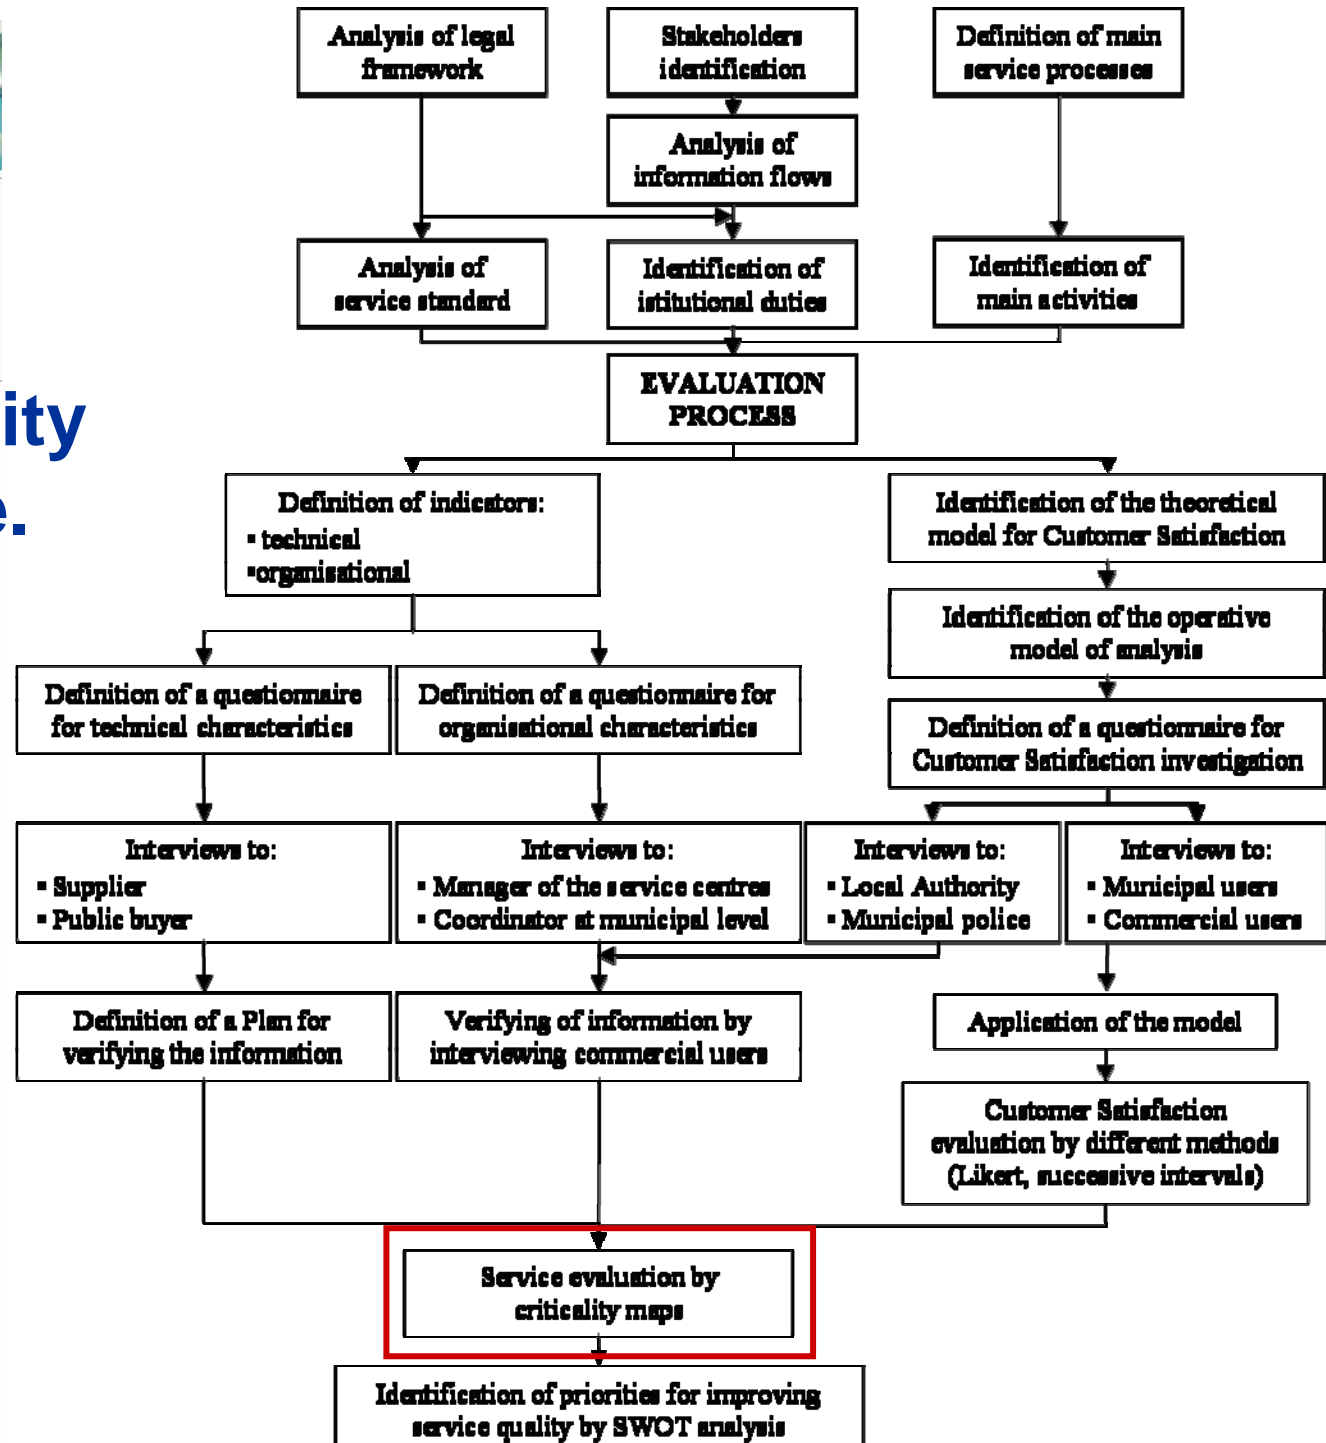 Analysis of legal
framework
Stakeholders
identification
Definition of main
service processes
Analysis of
information flows
Analysis of
service standard
Identification of
istitutional duties
Identification of
main activities
ity
e.
EVALUATION
PROCESS
Definition of indicators:
▪ technical
▪organisational
Identification of the theoretical
model for Customer Satisfaction
Identification of the operative
model of analysis
Definition of a questionnaire
for technical characteristics
Definition of a questionnaire for
organisational characteristics
Definition of a questionnaire for
Customer Satisfaction investigation
Interviews to:
▪ Supplier
▪ Public buyer
Interviews to:
▪ Manager of the service centres
▪ Coordinator at municipal level
Interviews to:
▪ Local Authority
▪ Municipal police
Interviews to:
▪ Municipal users
▪ Commercial users
Definition of a Plan for
verifying the information
Verifying of information by
interviewing commercial users
Application of the model
Customer Satisfaction
evaluation by different methods
(Likert, successive intervals)
Service evaluation by
criticality maps
Identification of priorities for improving
service quality by SWOT analysis